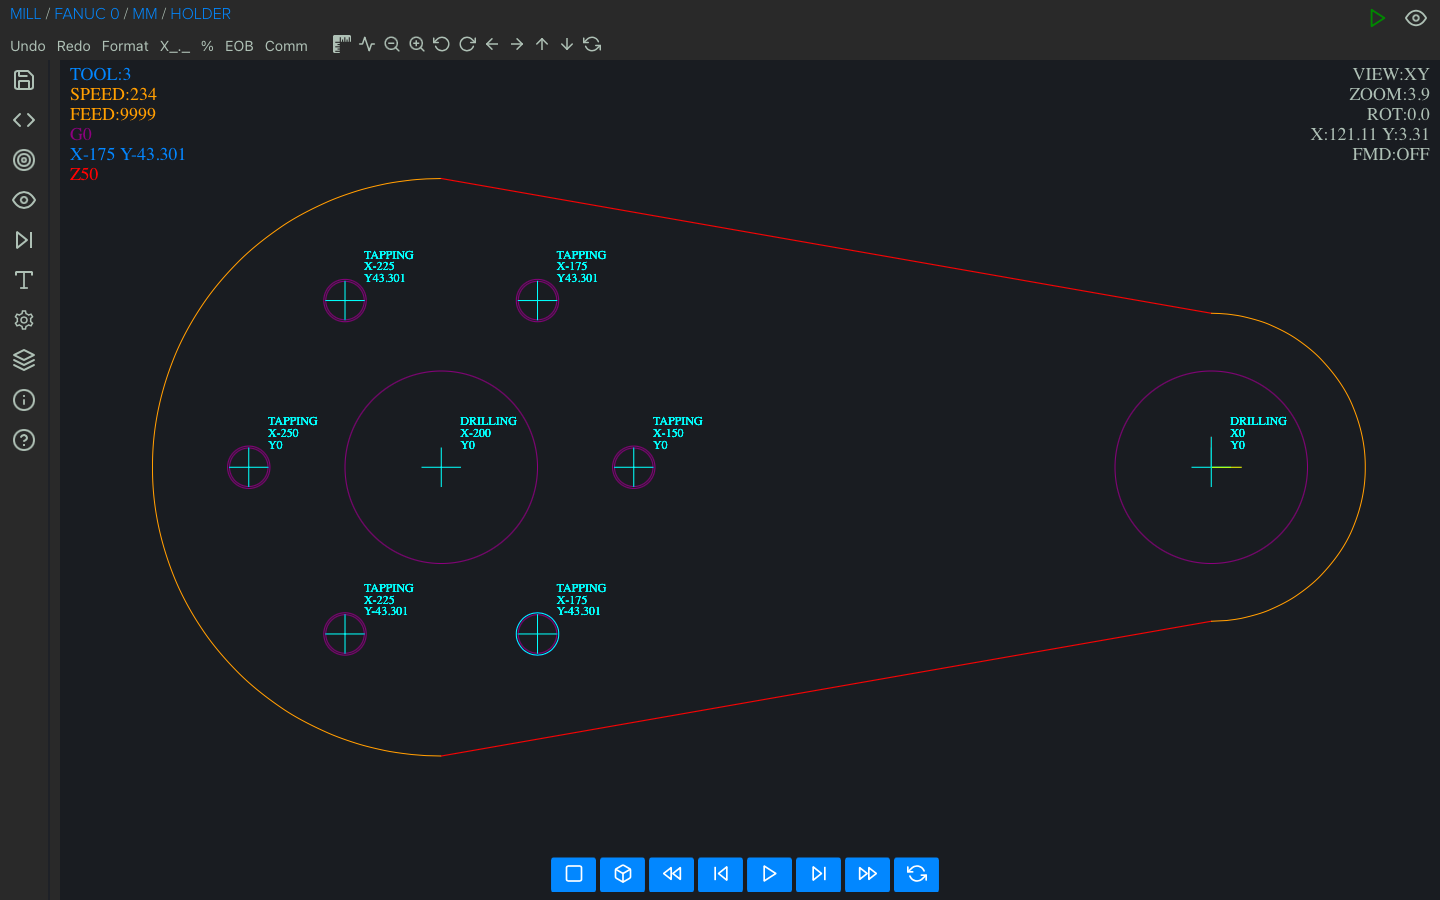 MILL / FANUC 0 / MM / HOLDER
Undo Redo Format X_._ % EOB Comm
TOOL:3
SPEED:234
FEED:9999
G0
X-175 Y-43.301
Z50
VIEW:XY
ZOOM:3.9
ROT:0.0
X:121.11 Y:3.31
FMD:OFF
TAPPING
X-225
Y43.301
TAPPING
X-175
Y43.301
TAPPING
X-250
Y0
DRILLING
X-200
Y0
TAPPING
X-150
Y0
DRILLING
X0
Y0
TAPPING
X-225
Y-43.301
TAPPING
X-175
Y-43.301